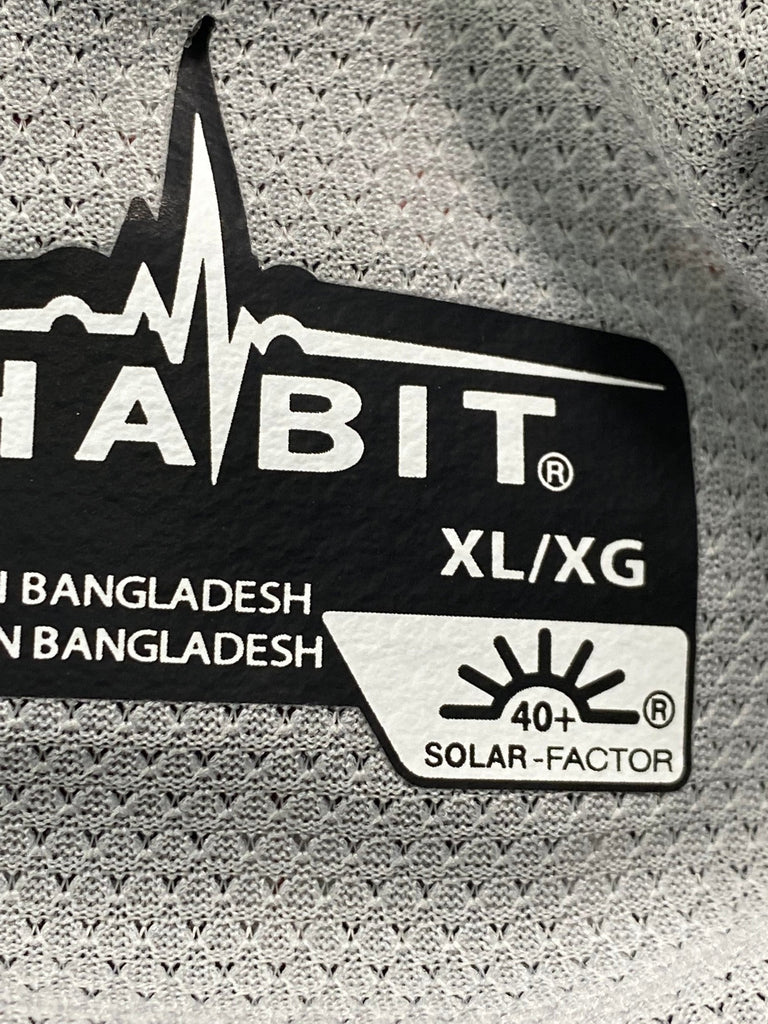 HABIT®
XL/XG
BANGLADESH
N BANGLADESH
40+ ®
SOLAR-FACTOR